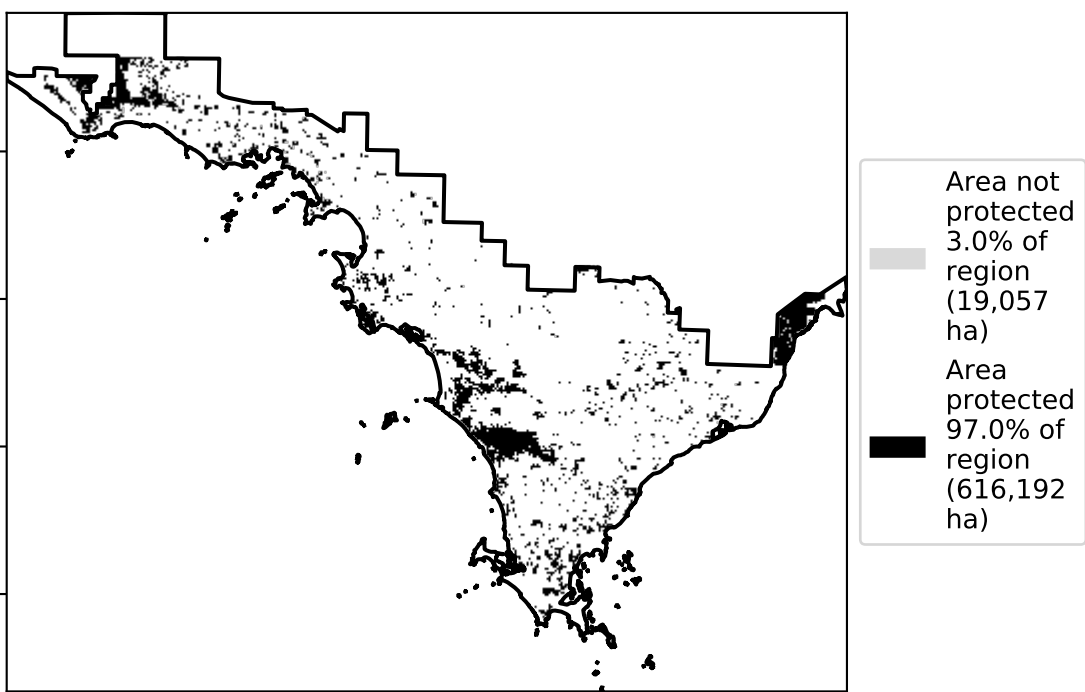 Area not
protected
3.0% of
region
(19,057
ha)
Area
protected
97.0% of
region
(616,192
ha)